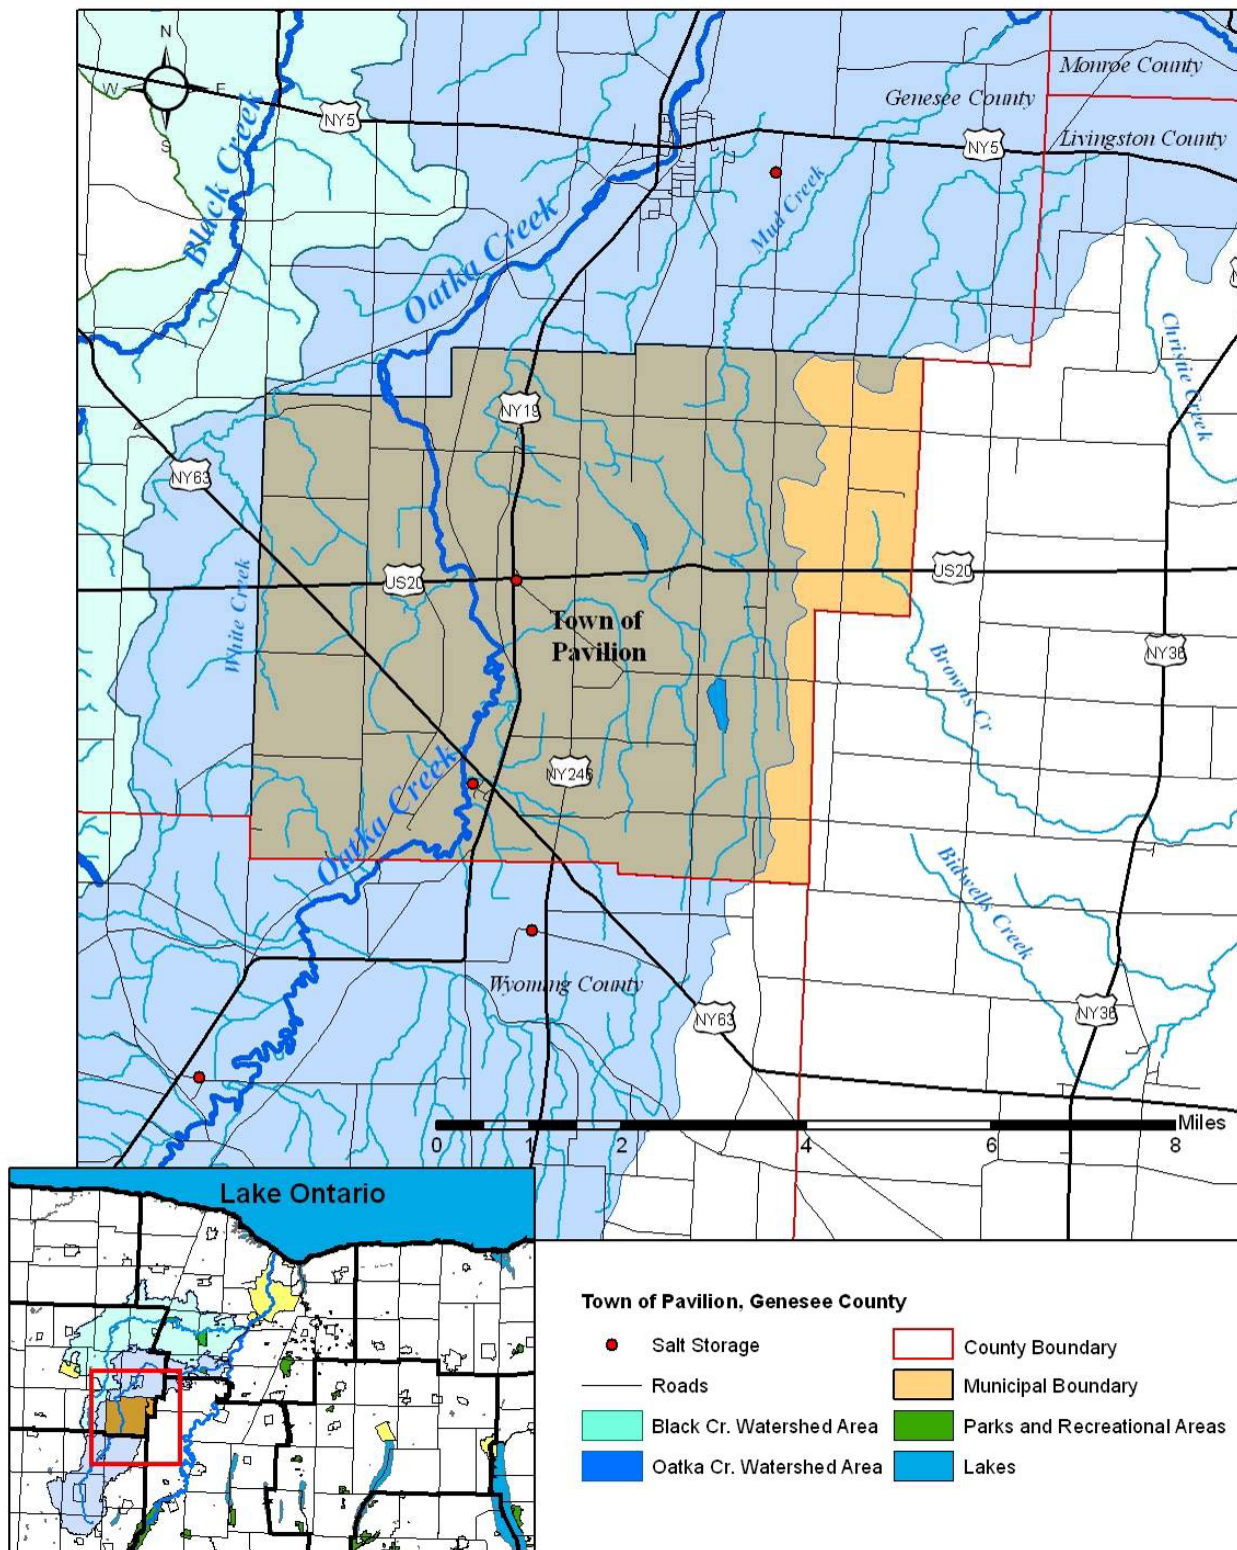 N
W
E
S
NY5
Monroe County
Genesee County
Livingston County
NY5
Black Creek
Oatka Creek
Mud Creek
Christie Creek
NY19
NY63
US20
US20
White Creek
Town of
Pavilion
Browns Cr
NY36
NY246
Oatka Creek
Bidwells Creek
Wyoming County
NY63
NY36
0 1 2 4 6 8 Miles
Lake Ontario
Town of Pavilion, Genesee County
Salt Storage
County Boundary
Roads
Municipal Boundary
Black Cr. Watershed Area
Parks and Recreational Areas
Oatka Cr. Watershed Area
Lakes